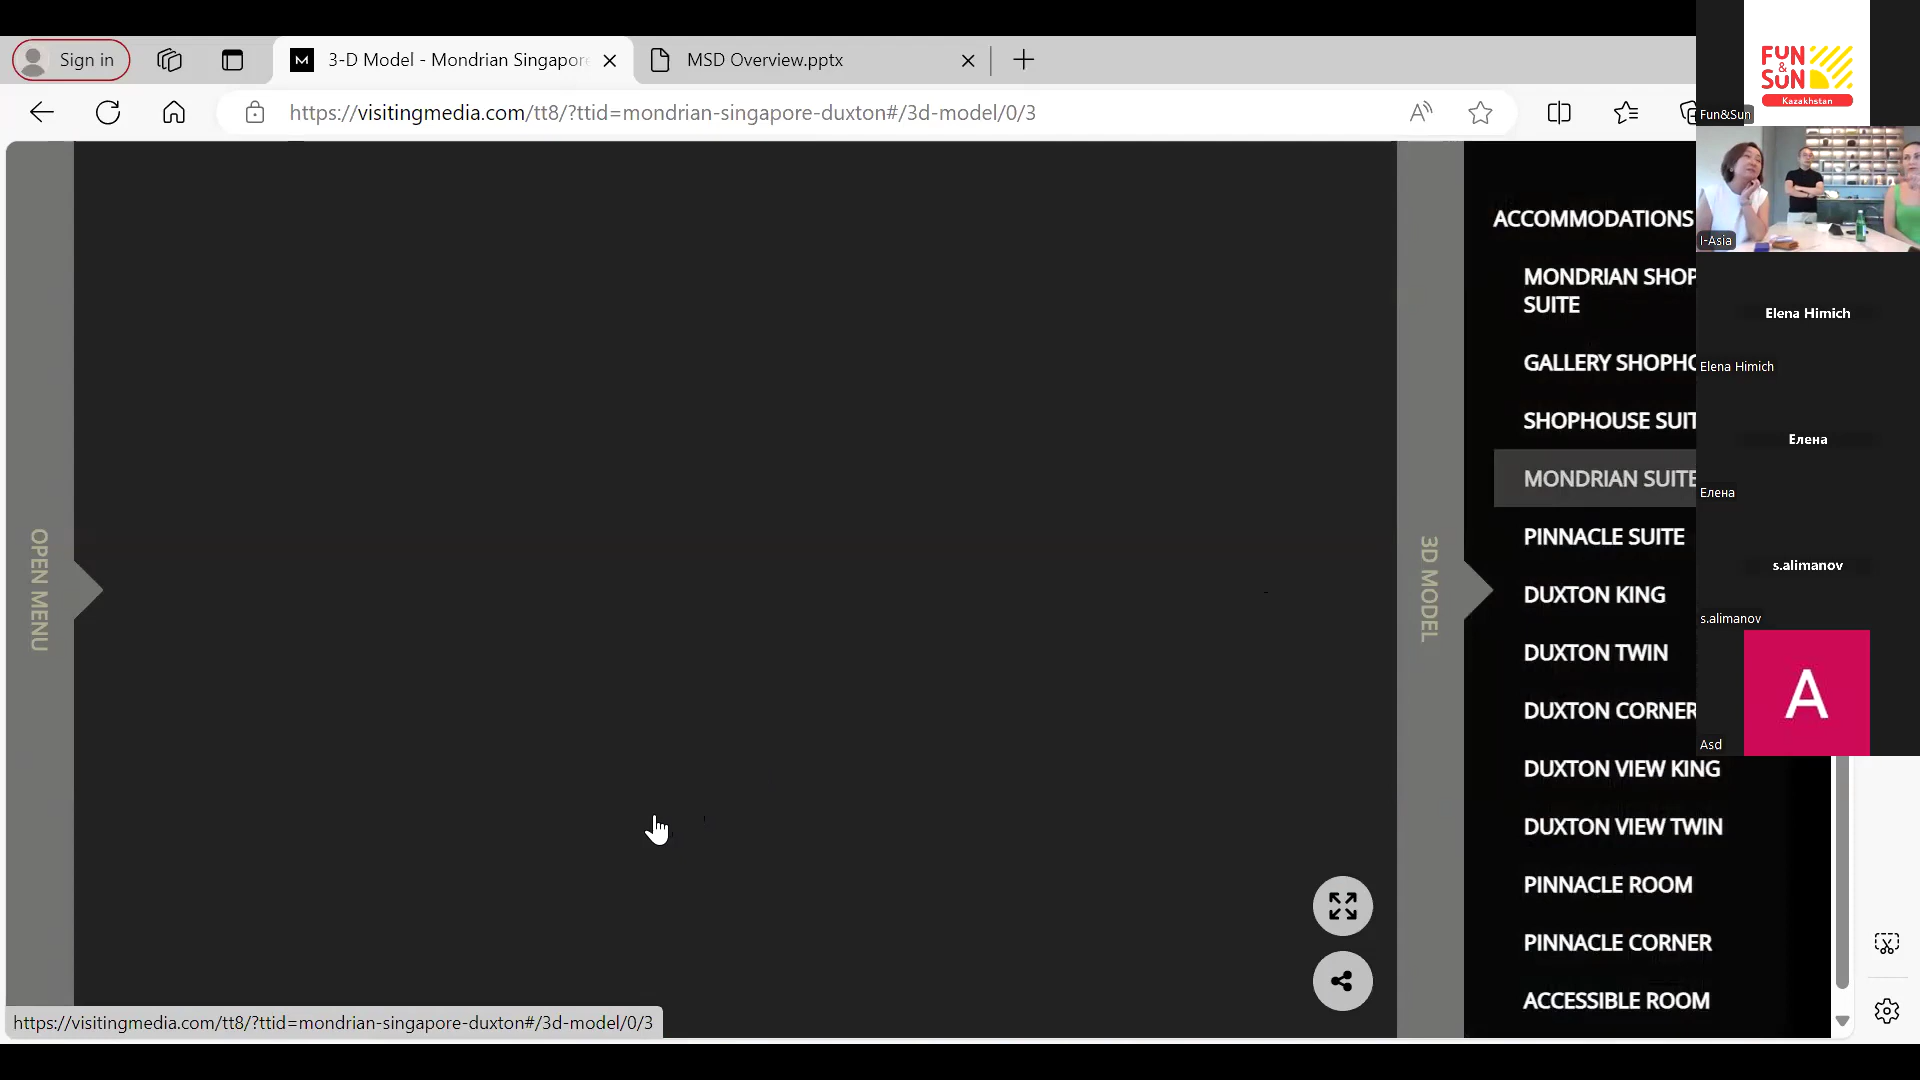 Sign in
3-D Model - Mondrian Singapore
MSD Overview.pptx
https://visitingmedia.com/tt8/?ttid=mondrian-singapore-duxton#/3d-model/0/3
OPEN MENU
3D MODEL
ACCOMMODATIONS
MONDRIAN SHOP
SUITE
GALLERY SHOPHO
SHOPHOUSE SUIT
MONDRIAN SUITE
PINNACLE SUITE
DUXTON KING
DUXTON TWIN
DUXTON CORNER
DUXTON VIEW KING
DUXTON VIEW TWIN
PINNACLE ROOM
PINNACLE CORNER
ACCESSIBLE ROOM
https://visitingmedia.com/tt8/?ttid=mondrian-singapore-duxton#/3d-model/0/3
FUN
&
SUN
Kazakhstan
Fun&Sun
I-Asia
Elena Himich
Elena Himich
Елена
Елена
s.alimanov
s.alimanov
A
Asd